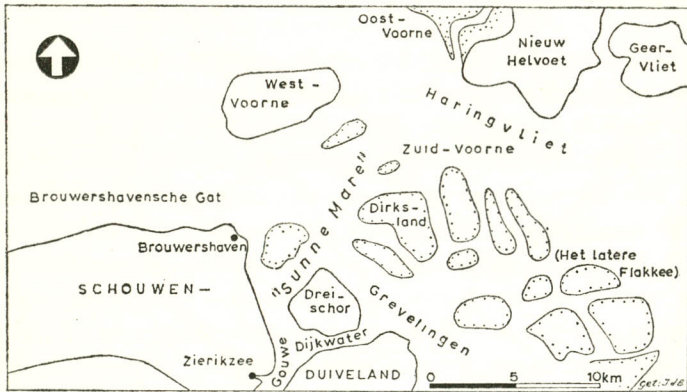 Oost-
Voorne
Nieuw
Helvoet
Geer-
Vliet
West-
Voorne
Haringvliet
Zuid-Voorne
"Sunne Mare"
Brouwershavensche Gat
Dirks-
land
Brouwershaven
(Het latere
Flakkee)
SCHOUWEN-
Drei-
schor
Grevelingen
Gouwe
Dijkwater
Zierikzee
DUIVELAND
0 5 10km
get: JdB